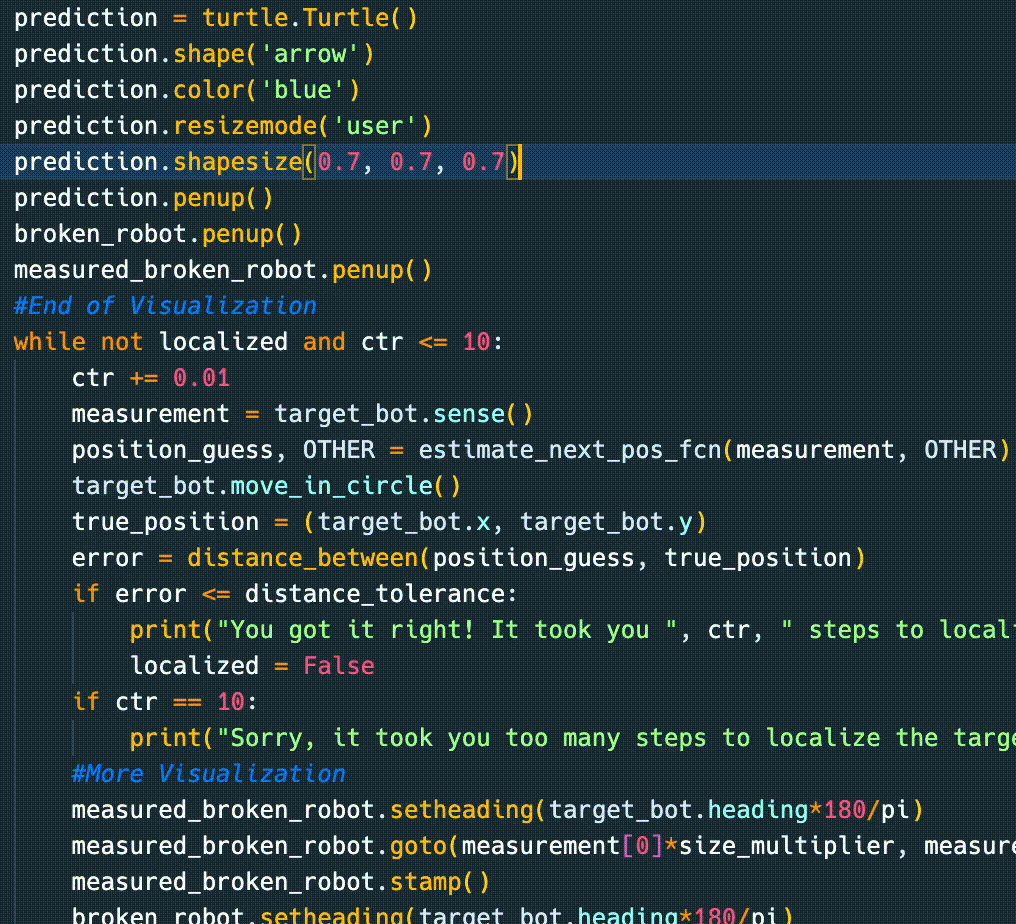 prediction = turtle.Turtle()
prediction.shape('arrow')
prediction.color('blue')
prediction.resizemode('user')
prediction.shapesize(0.7, 0.7, 0.7)
prediction.penup()
broken_robot.penup()
measured_broken_robot.penup()
#End of Visualization
while not localized and ctr <= 10:
    ctr += 0.01
    measurement = target_bot.sense()
    position_guess, OTHER = estimate_next_pos_fcn(measurement, OTHER)
    target_bot.move_in_circle()
    true_position = (target_bot.x, target_bot.y)
    error = distance_between(position_guess, true_position)
    if error <= distance_tolerance:
        print("You got it right! It took you ", ctr, " steps to local
        localized = False
    if ctr == 10:
        print("Sorry, it took you too many steps to localize the targe
    #More Visualization
    measured_broken_robot.setheading(target_bot.heading*180/pi)
    measured_broken_robot.goto(measurement[0]*size_multiplier, measure
    measured_broken_robot.stamp()
    broken_robot.setheading(target_bot.heading*180/pi)